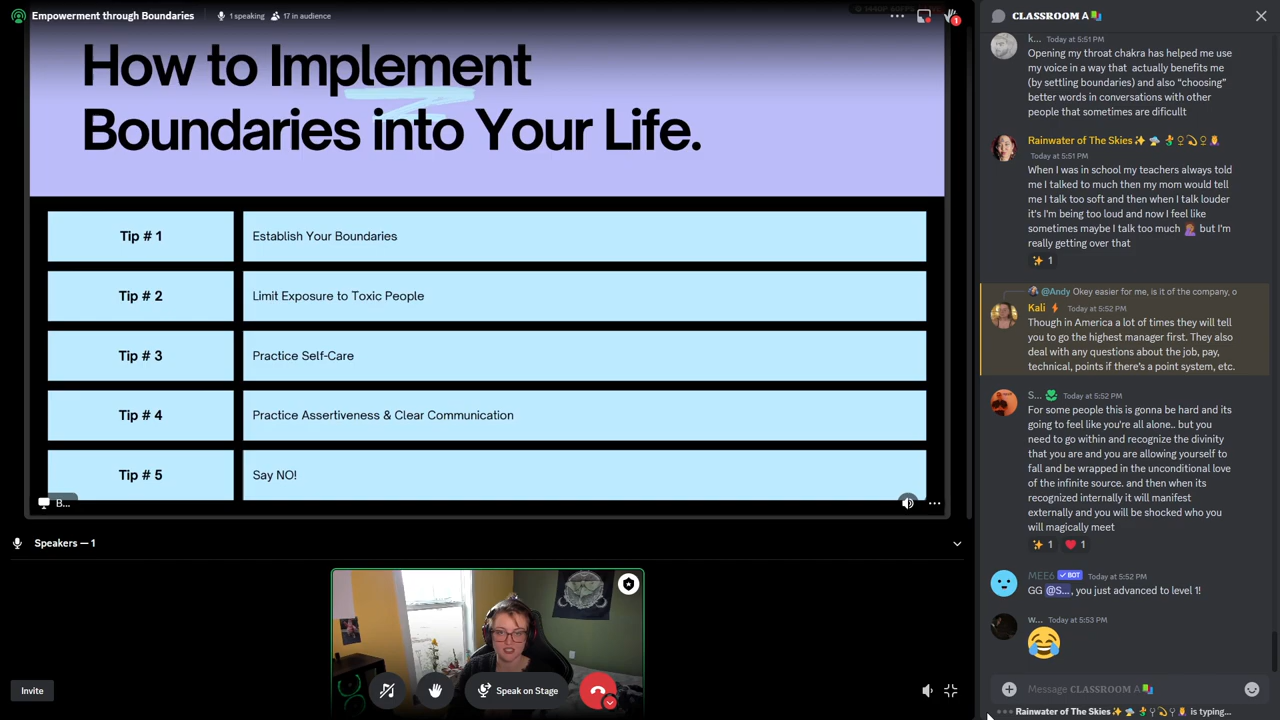 Empowerment through Boundaries
1 speaking
17 in audience
1
How to Implement
Boundaries into Your Life.
Tip # 1
Establish Your Boundaries
Tip # 2
Limit Exposure to Toxic People
Tip # 3
Practice Self-Care
Tip # 4
Practice Assertiveness & Clear Communication
Tip # 5
Say NO!
B...
Speakers — 1
Speak on Stage
Invite
CLASSROOM A
k... Today at 5:51 PM
Opening my throat chakra has helped me use
my voice in a way that actually benefits me
(by settling boundaries) and also “choosing”
better words in conversations with other
people that sometimes are dificullt
Rainwater of The Skies
Today at 5:51 PM
When I was in school my teachers always told
me I talked to much then my mom would tell
me I talk too soft and then when I talk louder
it's I'm being too loud and now I feel like
sometimes maybe I talk too much 🤦🏾‍♀️ but I'm
really getting over that
✨ 1
@Andy Okey easier for me, is it of the company, o
Kali Today at 5:52 PM
Though in America a lot of times they will tell
you to go the highest manager first. They also
deal with any questions about the job, pay,
technical, points if there's a point system, etc.
S... Today at 5:52 PM
For some people this is gonna be hard and its
going to feel like you're all alone.. but you
need to go within and recognize the divinity
that you are and you are allowing yourself to
fall and be wrapped in the unconditional love
of the infinite source. and then when its
recognized internally it will manifest
externally and you will be shocked who you
will magically meet
✨ 1 ❤️ 1
MEE6 ✓ BOT Today at 5:52 PM
GG @S..., you just advanced to level 1!
w... Today at 5:53 PM
😂
Message CLASSROOM A
Rainwater of The Skies is typing...